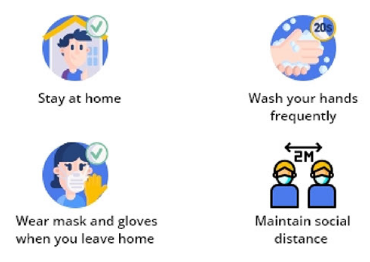 20s
Stay at home
Wash your hands
frequently
2M
Wear mask and gloves
when you leave home
Maintain social
distance